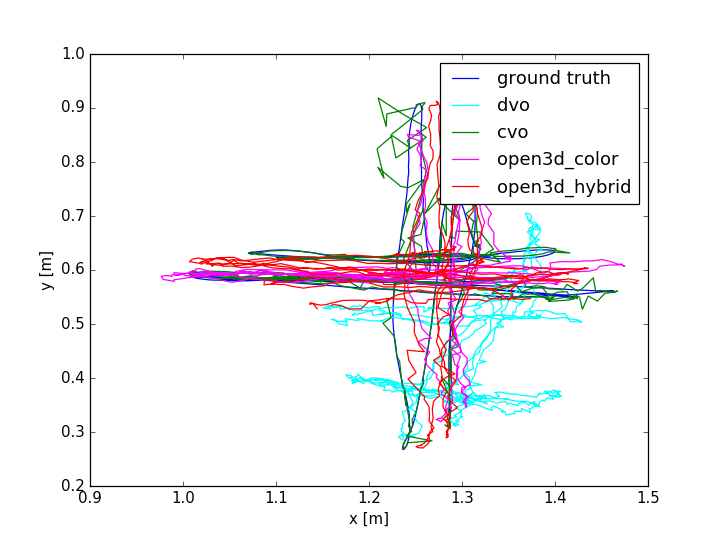 1.0
0.9
0.8
0.7
0.6
0.5
0.4
0.3
0.2
y [m]
ground truth
dvo
cvo
open3d_color
open3d_hybrid
0.9 1.0 1.1 1.2 1.3 1.4 1.5
x [m]